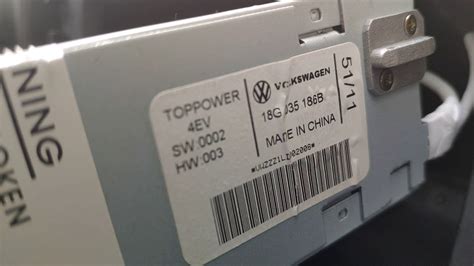 NING
OKEN
TOPPOWER
4EV
SW:0002
HW:003
VOLKSWAGEN
18G 035 186B
MADE IN CHINA
51/11